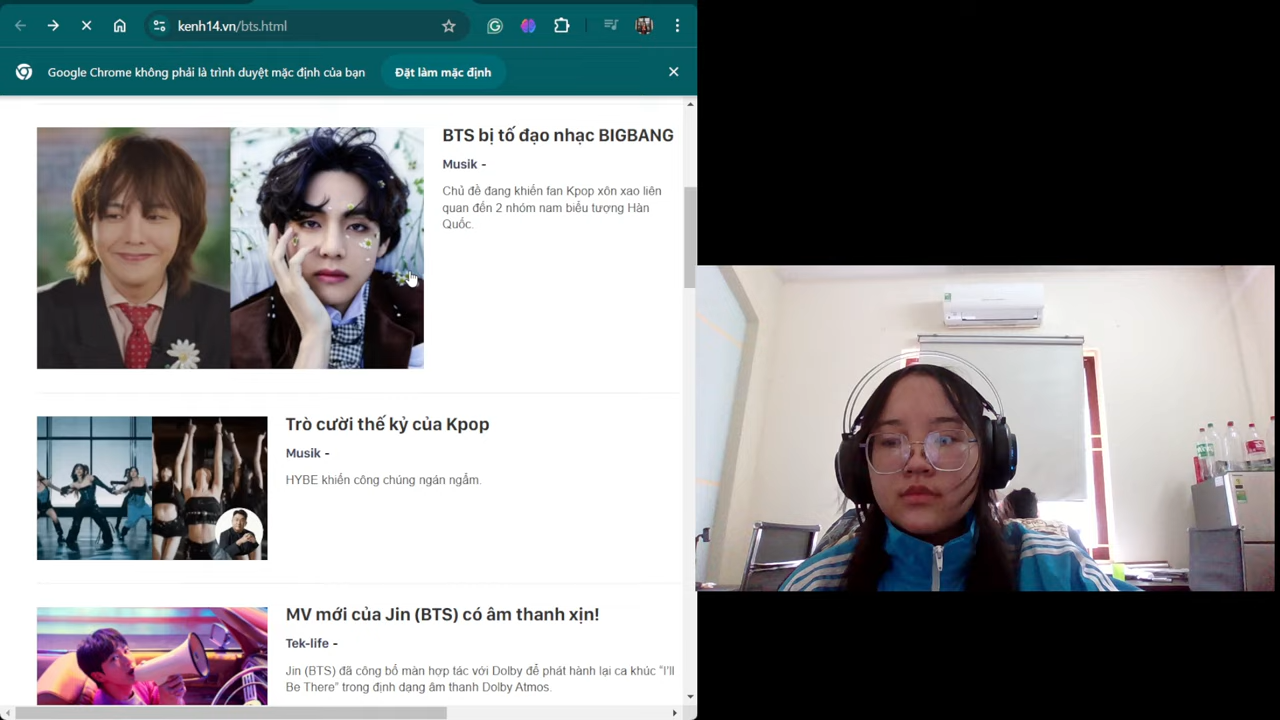 kenh14.vn/bts.html
Google Chrome không phải là trình duyệt mặc định của bạn
Đặt làm mặc định
BTS bị tố đạo nhạc BIGBANG
Musik -
Chủ đề đang khiến fan Kpop xôn xao liên
quan đến 2 nhóm nam biểu tượng Hàn
Quốc.
Trò cười thế kỷ của Kpop
Musik -
HYBE khiến công chúng ngán ngẩm.
MV mới của Jin (BTS) có âm thanh xịn!
Tek-life -
Jin (BTS) đã công bố màn hợp tác với Dolby để phát hành lại ca khúc "I'll
Be There" trong định dạng âm thanh Dolby Atmos.